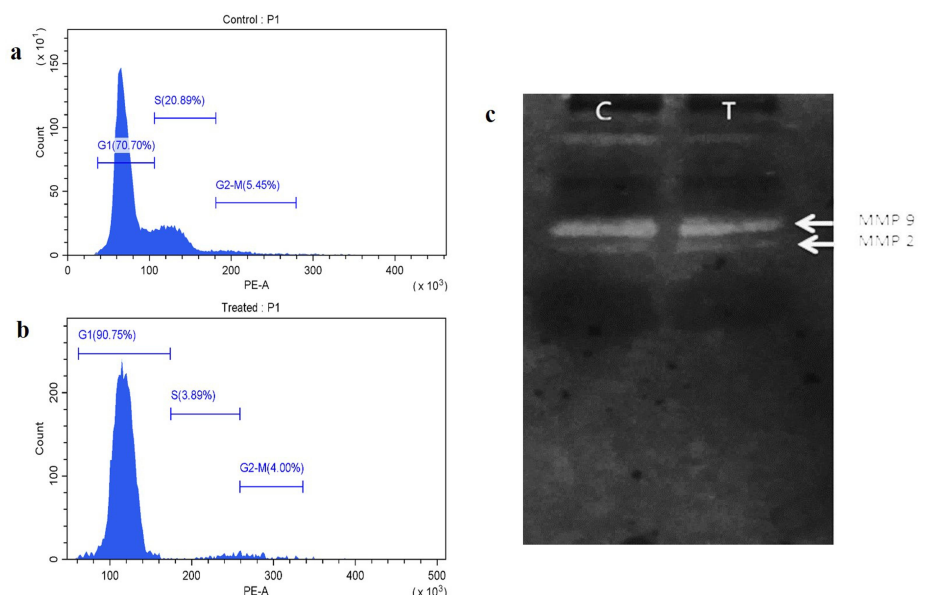 a
Control : P1
(x 10¹)
150
S(20.89%)
100
G1(70.70%)
Count
50
G2-M(5.45%)
0
0 100 200 300 400
PE-A
(x 10³)
b
Treated : P1
G1(90.75%)
200
S(3.89%)
Count
100
G2-M(4.00%)
0
100 200 300 400 500
PE-A
(x 10³)
c
C T
MMP 9
MMP 2